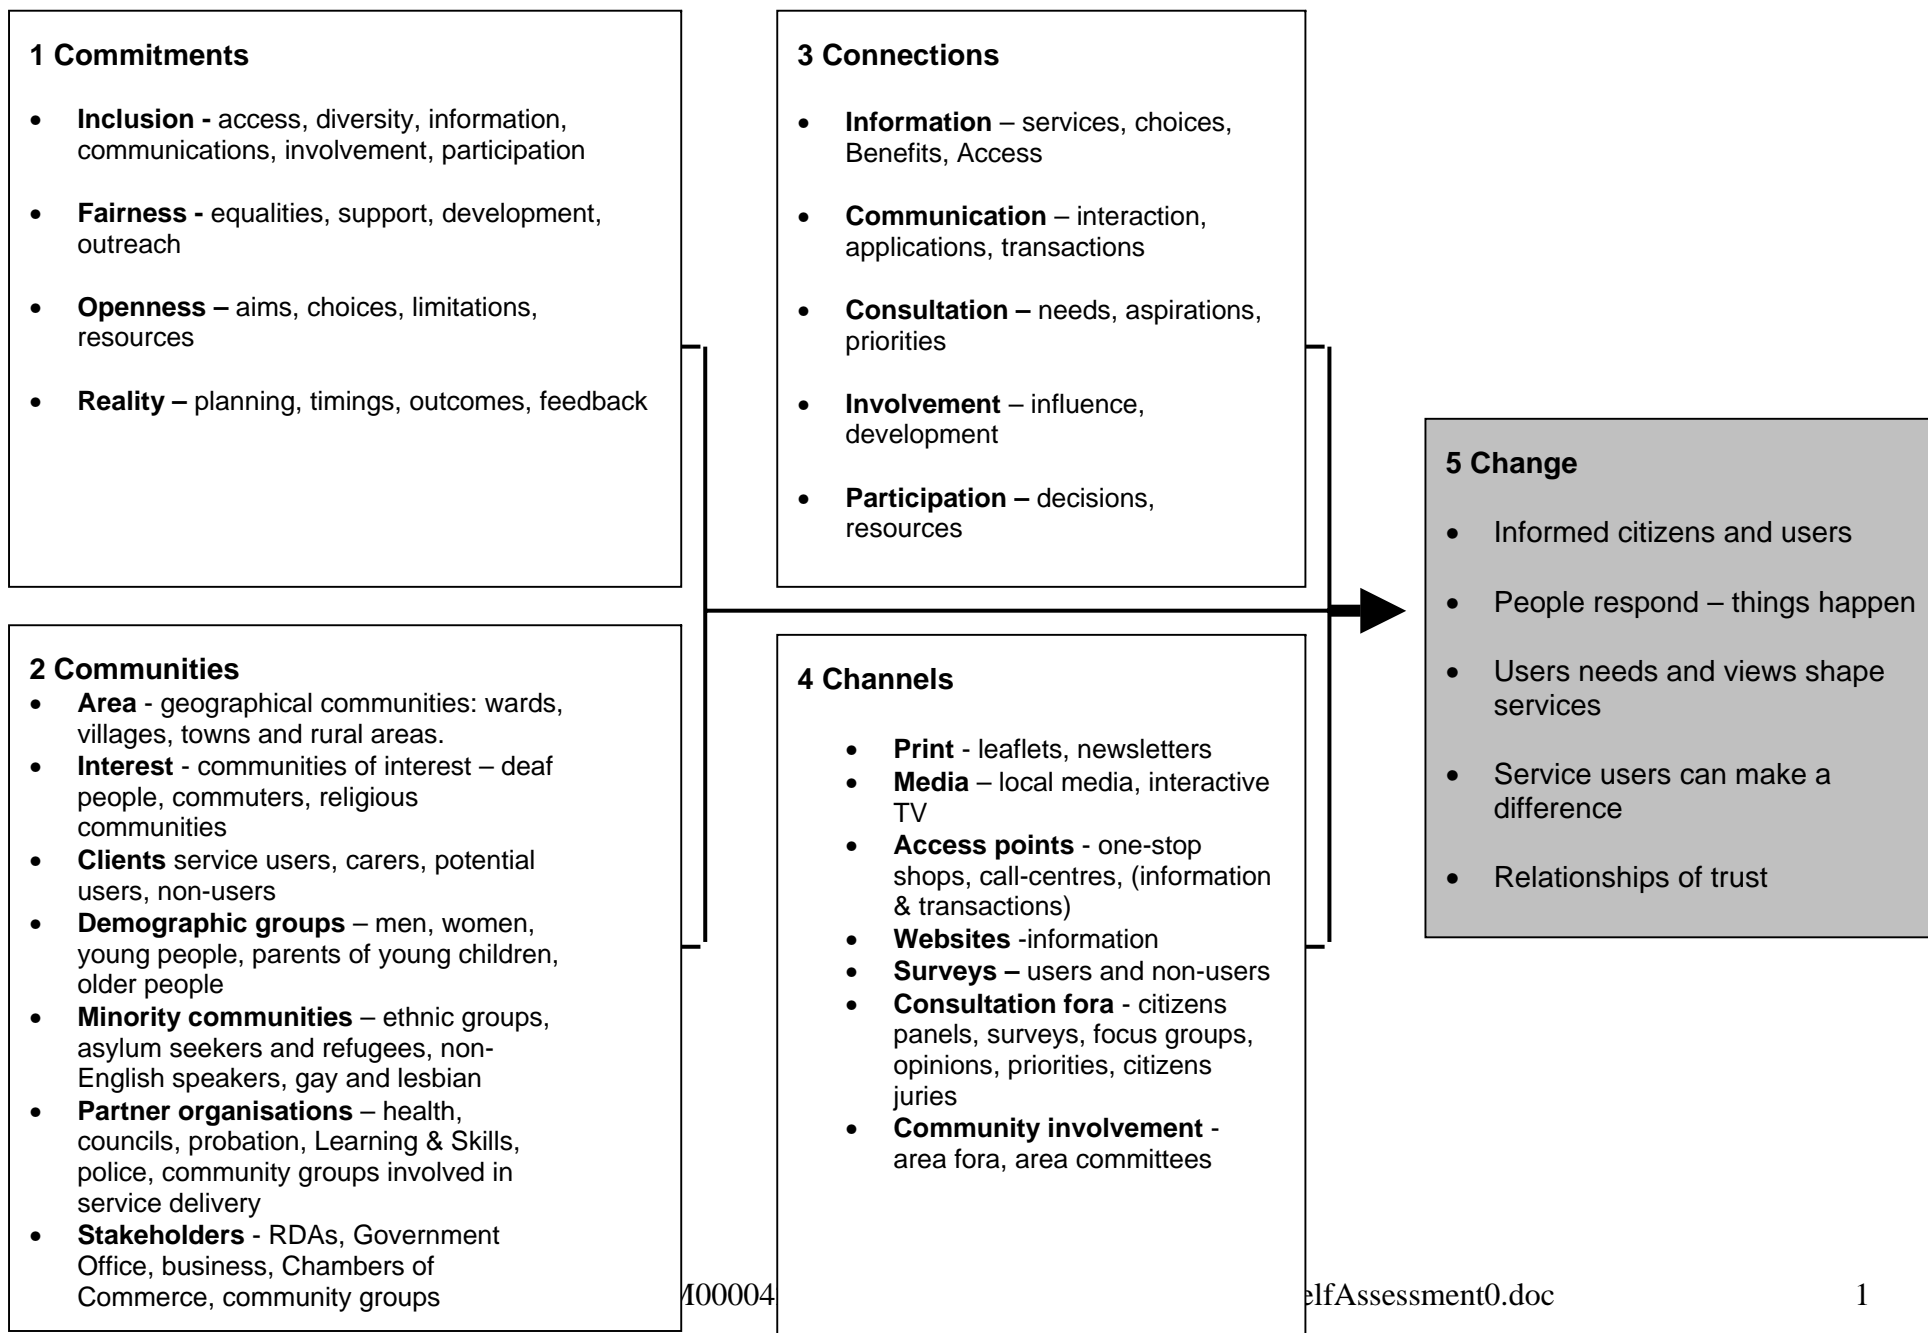 1 Commitments
• Inclusion - access, diversity, information,
communications, involvement, participation
• Fairness - equalities, support, development,
outreach
• Openness – aims, choices, limitations,
resources
• Reality – planning, timings, outcomes, feedback
2 Communities
• Area - geographical communities: wards,
villages, towns and rural areas.
• Interest - communities of interest – deaf
people, commuters, religious
communities
• Clients service users, carers, potential
users, non-users
• Demographic groups – men, women,
young people, parents of young children,
older people
• Minority communities – ethnic groups,
asylum seekers and refugees, non-
English speakers, gay and lesbian
• Partner organisations – health,
councils, probation, Learning & Skills,
police, community groups involved in
service delivery
• Stakeholders - RDAs, Government
Office, business, Chambers of
Commerce, community groups
3 Connections
• Information – services, choices,
Benefits, Access
• Communication – interaction,
applications, transactions
• Consultation – needs, aspirations,
priorities
• Involvement – influence,
development
• Participation – decisions,
resources
4 Channels
• Print - leaflets, newsletters
• Media – local media, interactive
TV
• Access points - one-stop
shops, call-centres, (information
& transactions)
• Websites -information
• Surveys – users and non-users
• Consultation fora - citizens
panels, surveys, focus groups,
opinions, priorities, citizens
juries
• Community involvement -
area fora, area committees
5 Change
• Informed citizens and users
• People respond – things happen
• Users needs and views shape
services
• Service users can make a
difference
• Relationships of trust
M00004 elfAssessment0.doc 1